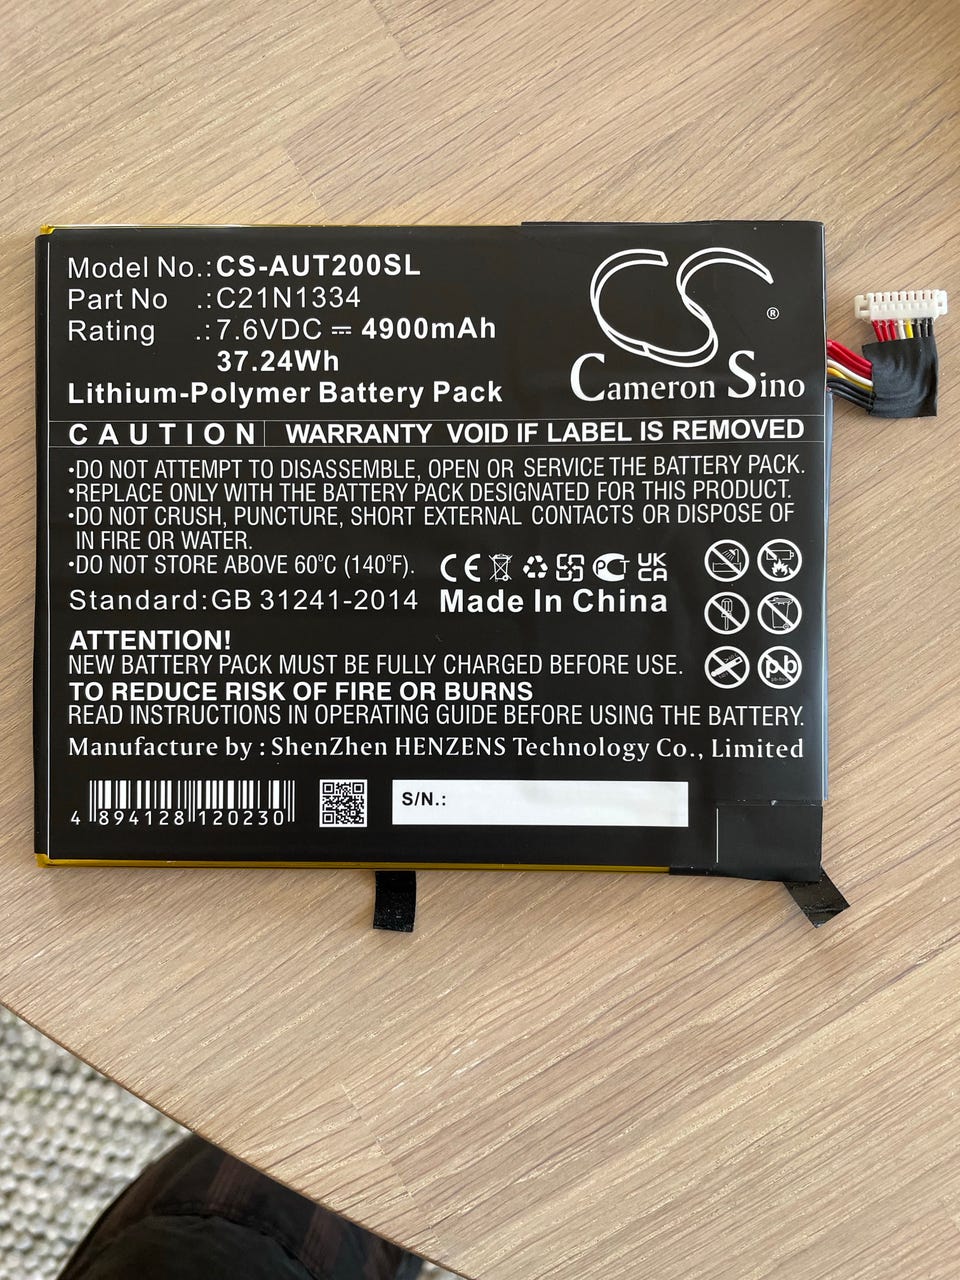 Model No.:CS-AUT200SL
Part No .:C21N1334
Rating .:7.6VDC ⎓ 4900mAh
37.24Wh
Lithium-Polymer Battery Pack
CS
®
Cameron Sino
CAUTION WARRANTY VOID IF LABEL IS REMOVED
•DO NOT ATTEMPT TO DISASSEMBLE, OPEN OR SERVICE THE BATTERY PACK.
•REPLACE ONLY WITH THE BATTERY PACK DESIGNATED FOR THIS PRODUCT.
•DO NOT CRUSH, PUNCTURE, SHORT EXTERNAL CONTACTS OR DISPOSE OF
IN FIRE OR WATER.
•DO NOT STORE ABOVE 60°C (140°F).
CE PCT UKCA
Standard:GB 31241-2014 Made In China
ATTENTION!
NEW BATTERY PACK MUST BE FULLY CHARGED BEFORE USE.
pb
TO REDUCE RISK OF FIRE OR BURNS
READ INSTRUCTIONS IN OPERATING GUIDE BEFORE USING THE BATTERY.
Manufacture by : ShenZhen HENZENS Technology Co., Limited
S/N.:
4 894128 120230